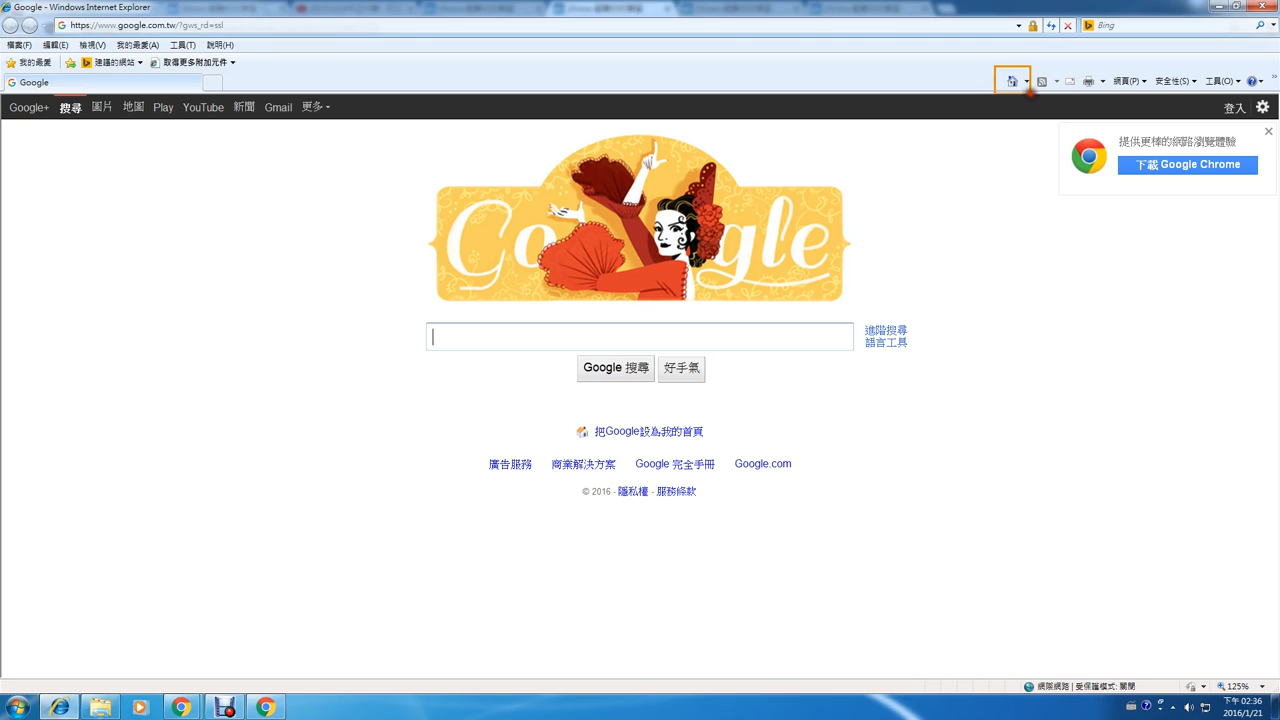 Google - Windows Internet Explorer
https://www.google.com.tw/?gws_rd=ssl
Bing
檔案(F) 編輯(E) 檢視(V) 我的最愛(A) 工具(T) 說明(H)
我的最愛 建議的網站 取得更多附加元件
Google
網頁(P) 安全性(S) 工具(O)
Google+ 搜尋 圖片 地圖 Play YouTube 新聞 Gmail 更多
登入
提供更棒的網路瀏覽體驗
下載 Google Chrome
Google
進階搜尋
語言工具
Google 搜尋 好手氣
把Google設為我的首頁
廣告服務 商業解決方案 Google 完全手冊 Google.com
© 2016 - 隱私權 - 服務條款
網際網路 | 受保護模式: 關閉
125%
下午 02:36
2016/1/21